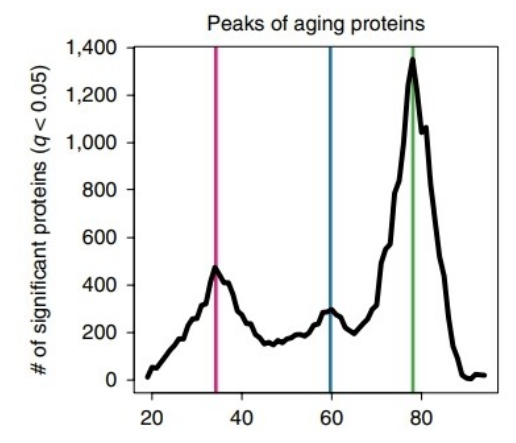 Peaks of aging proteins
# of significant proteins (q < 0.05)
1,400
1,200
1,000
800
600
400
200
0
20 40 60 80